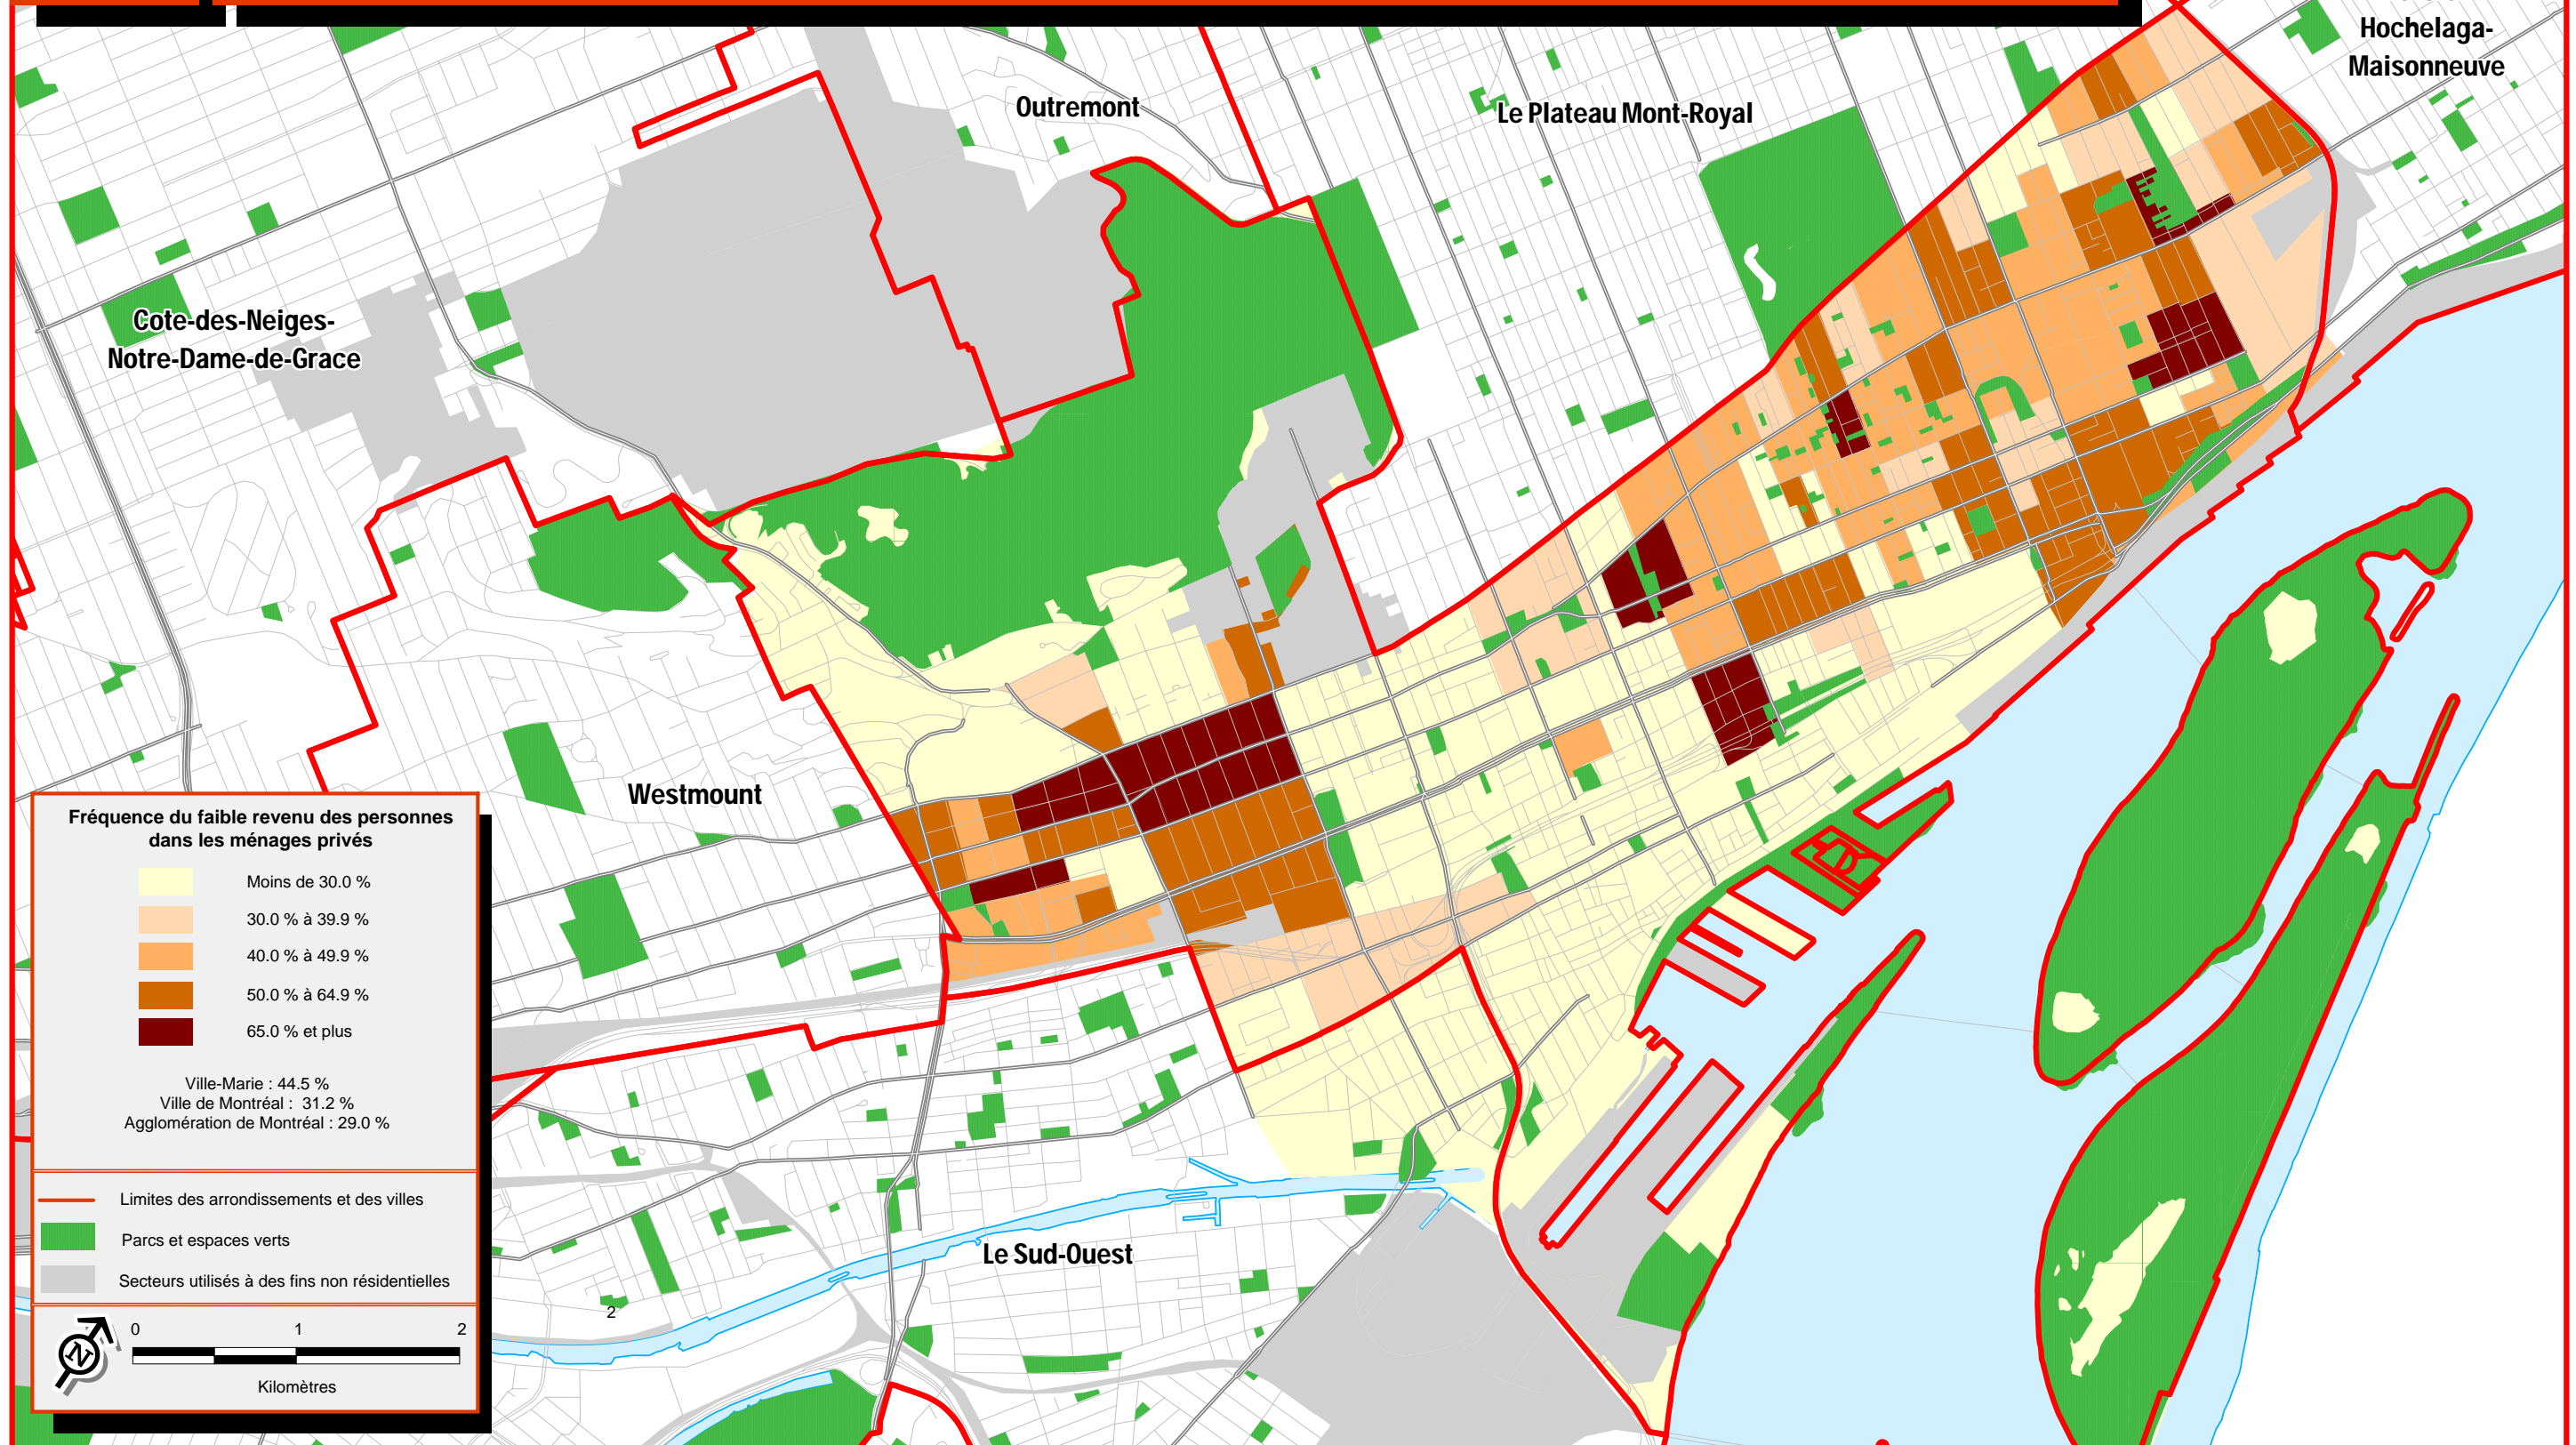 Hochelaga-
Maisonneuve
Outremont
Le Plateau Mont-Royal
Cote-des-Neiges-
Notre-Dame-de-Grace
Westmount
Le Sud-Ouest
2
Fréquence du faible revenu des personnes
dans les ménages privés
Moins de 30.0 %
30.0 % à 39.9 %
40.0 % à 49.9 %
50.0 % à 64.9 %
65.0 % et plus
Ville-Marie : 44.5 %
Ville de Montréal : 31.2 %
Agglomération de Montréal : 29.0 %
Limites des arrondissements et des villes
Parcs et espaces verts
Secteurs utilisés à des fins non résidentielles
N
0 1 2
Kilomètres